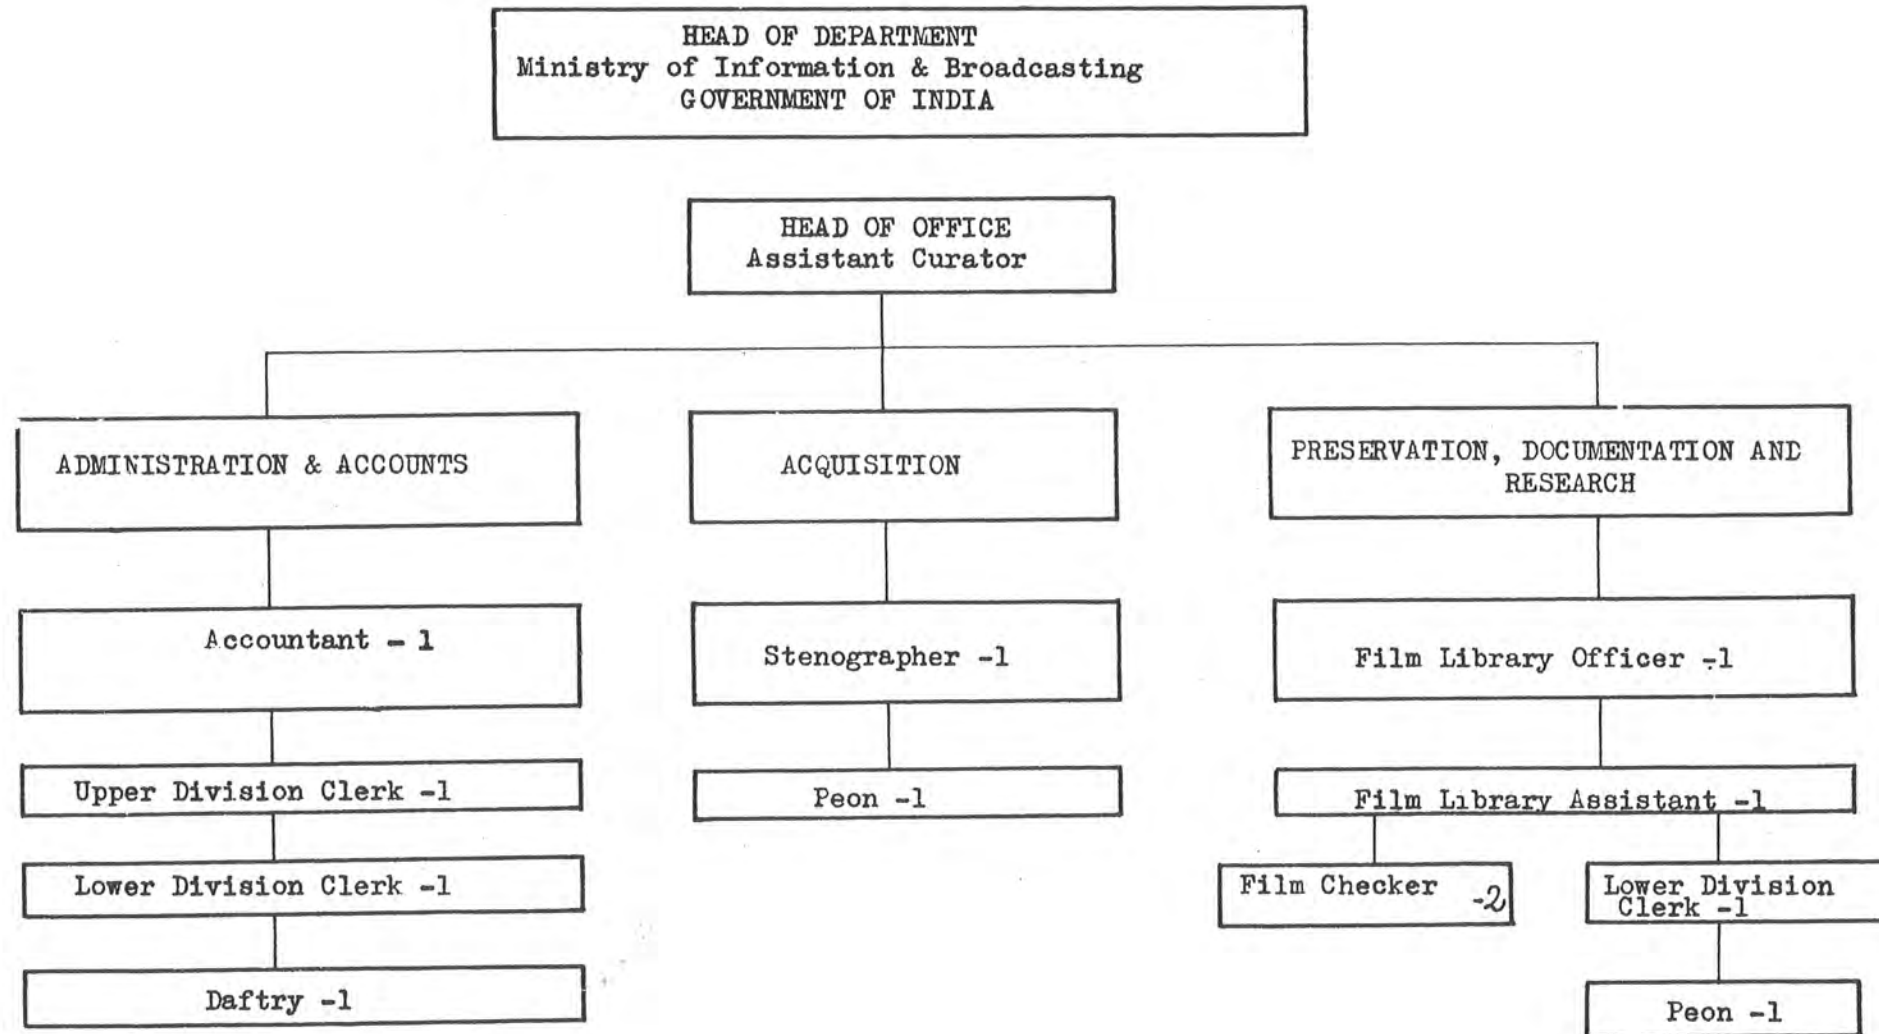 HEAD OF DEPARTMENT
Ministry of Information & Broadcasting
GOVERNMENT OF INDIA
HEAD OF OFFICE
Assistant Curator
ADMINISTRATION & ACCOUNTS
Accountant - 1
Upper Division Clerk -1
Lower Division Clerk -1
Daftry -1
ACQUISITION
Stenographer -1
Peon -1
PRESERVATION, DOCUMENTATION AND
RESEARCH
Film Library Officer -1
Film Library Assistant -1
Film Checker -2
Lower Division
Clerk -1
Peon -1